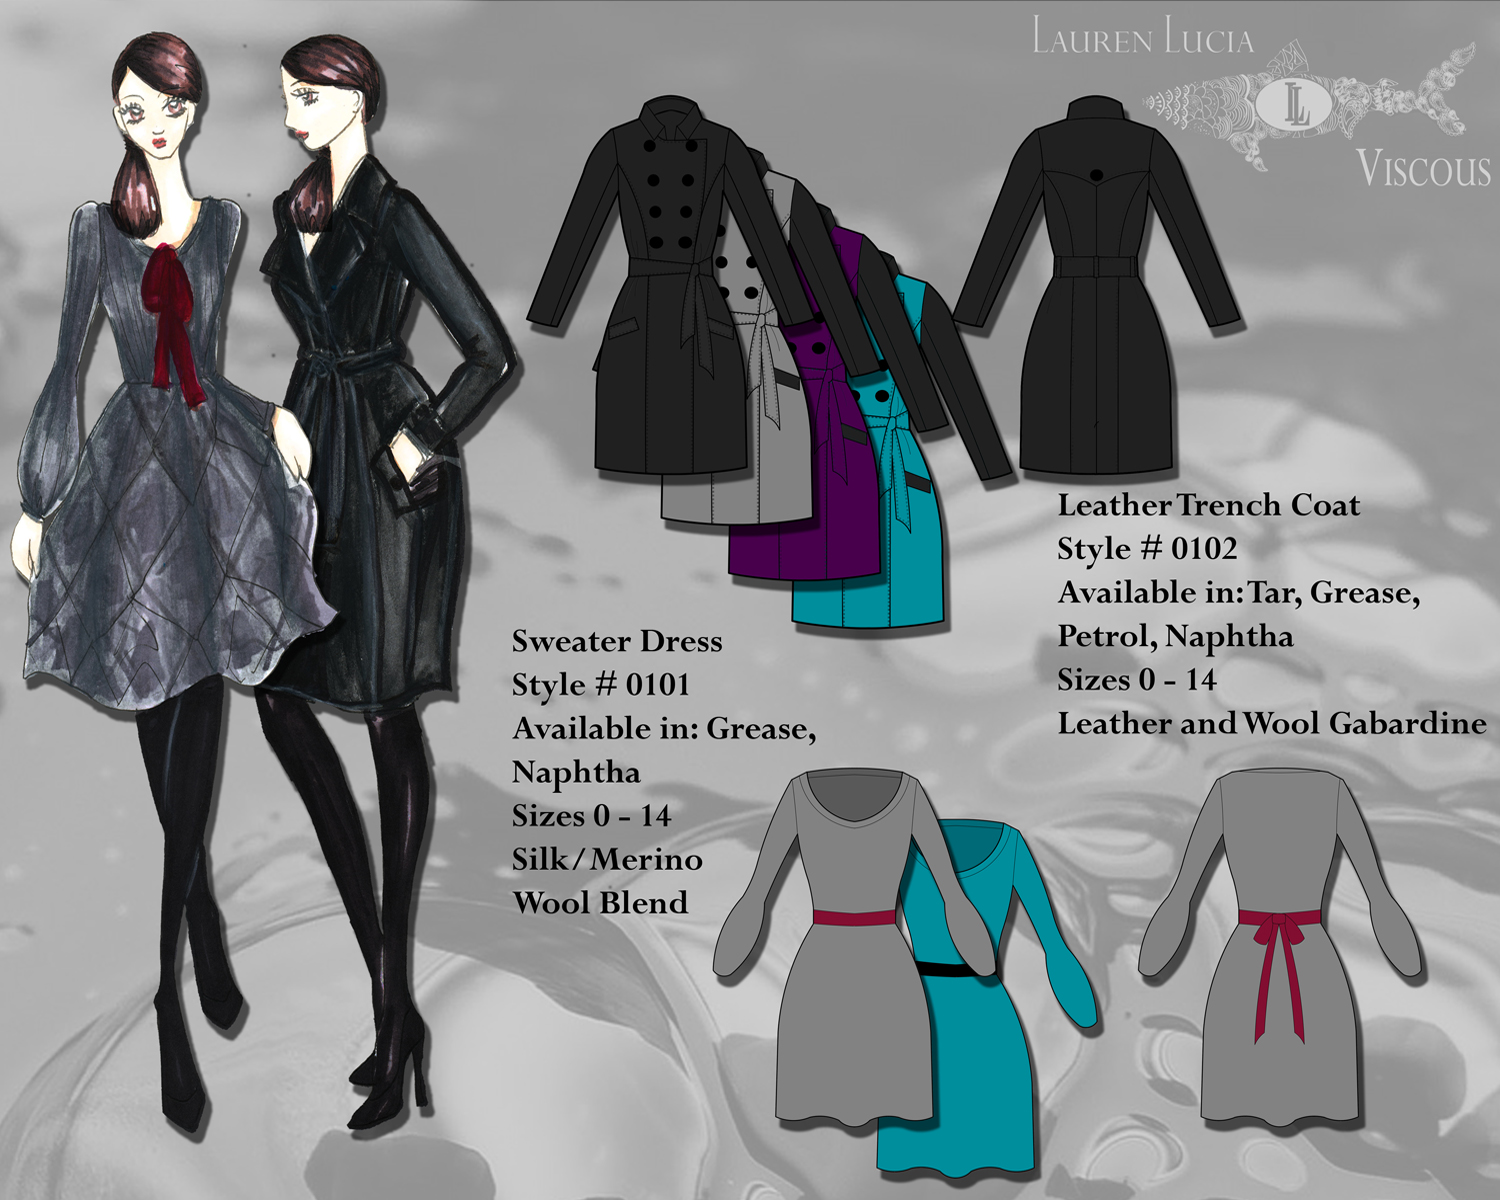 Lauren Lucia
LL
Viscous
Leather Trench Coat
Style # 0102
Available in: Tar, Grease,
Petrol, Naphtha
Sizes 0 - 14
Leather and Wool Gabardine
Sweater Dress
Style # 0101
Available in: Grease,
Naphtha
Sizes 0 - 14
Silk/Merino
Wool Blend